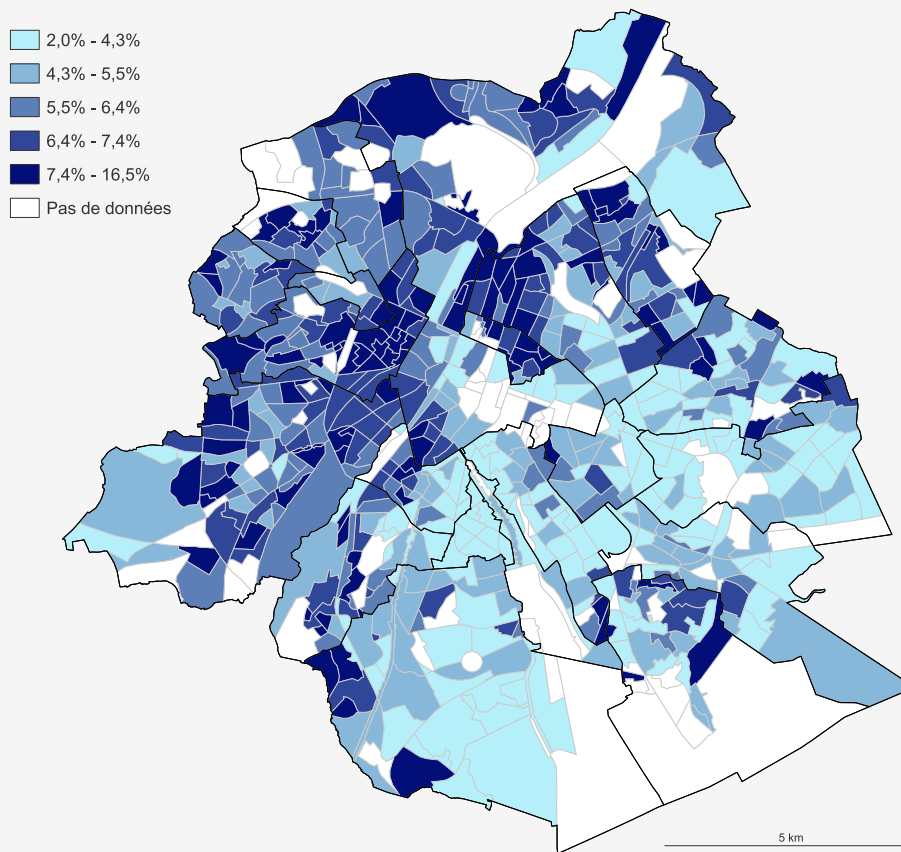 2,0% - 4,3%
4,3% - 5,5%
5,5% - 6,4%
6,4% - 7,4%
7,4% - 16,5%
Pas de données
5 km